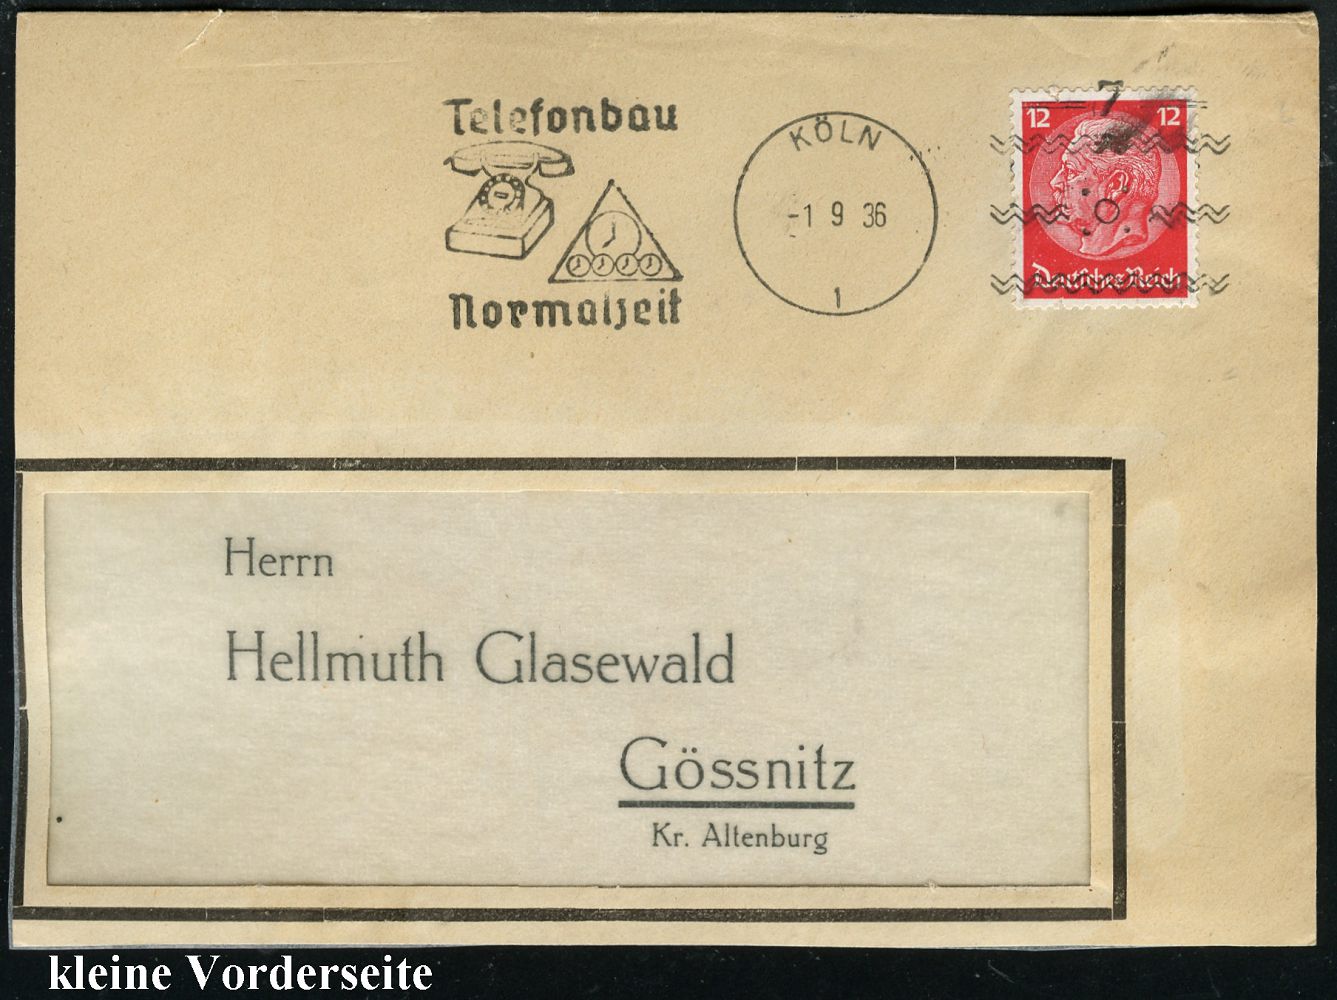 Telefonbau
Normalzeit
KÖLN
-1 9 36
1
7
12 12
Deutsches Reich
Herrn
Hellmuth Glasewald
Gössnitz
Kr. Altenburg
kleine Vorderseite